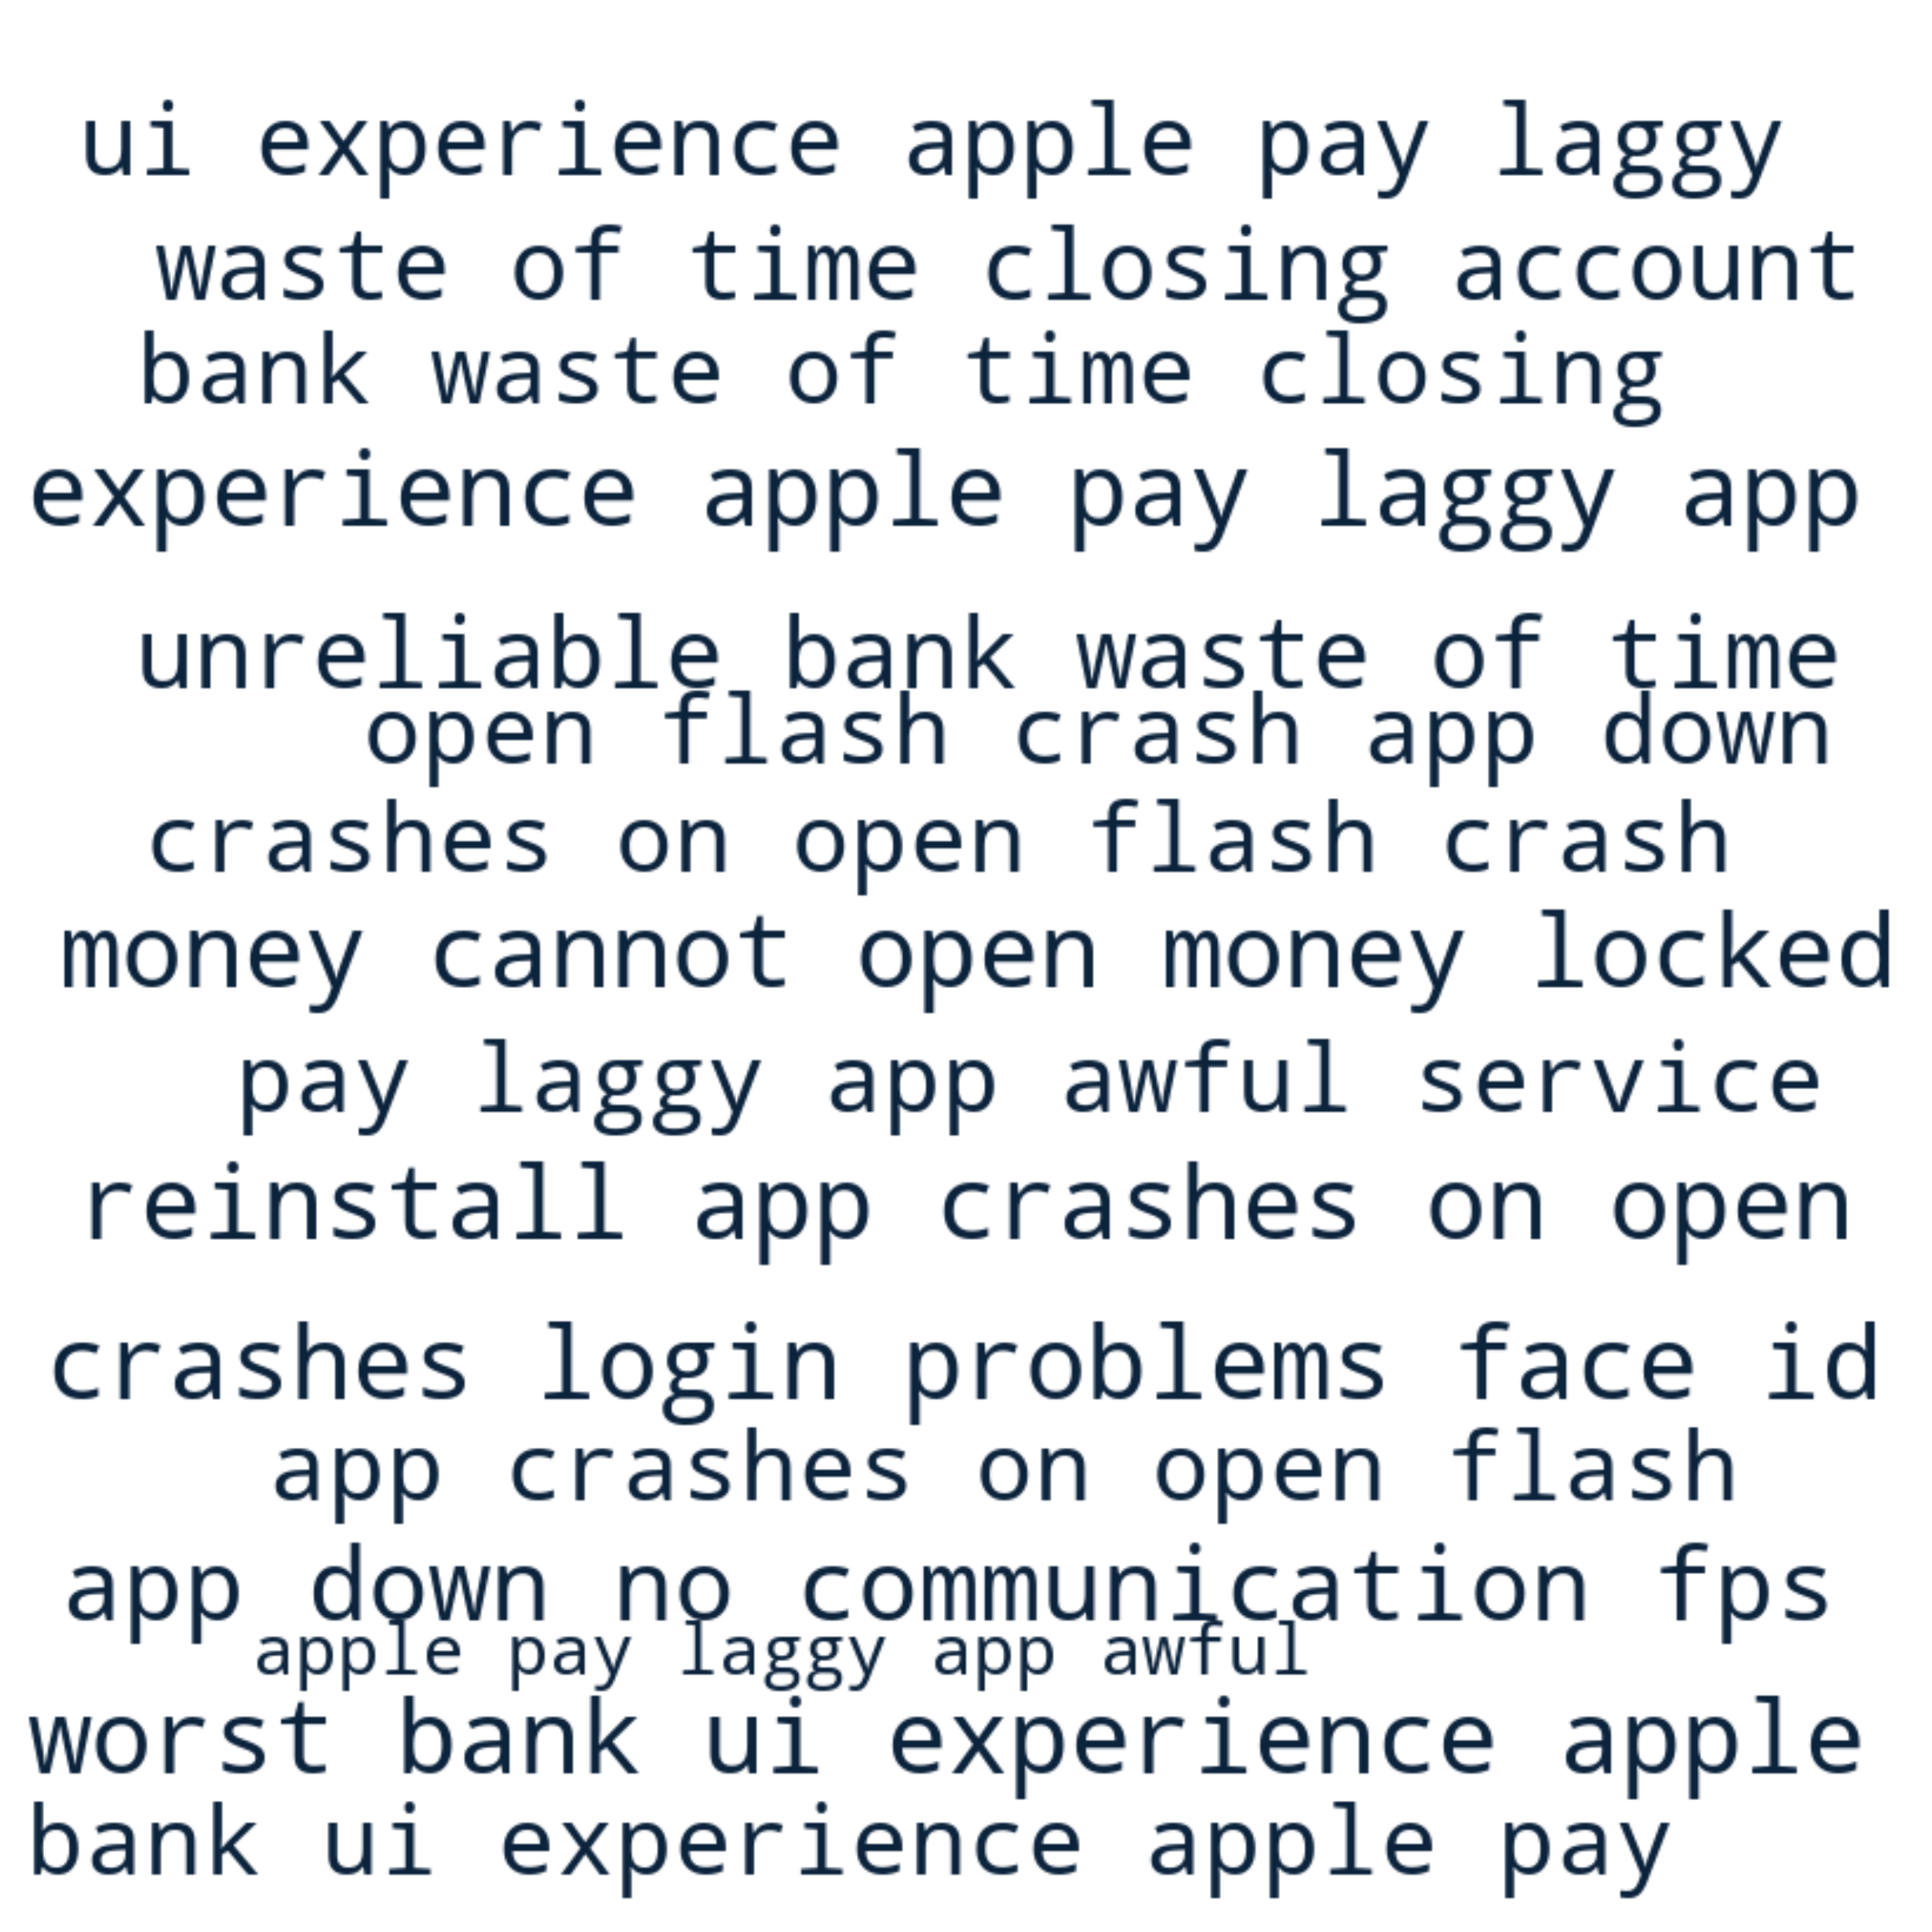 ui experience apple pay laggy
waste of time closing account
bank waste of time closing
experience apple pay laggy app
unreliable bank waste of time
open flash crash app down
crashes on open flash crash
money cannot open money locked
pay laggy app awful service
reinstall app crashes on open
crashes login problems face id
app crashes on open flash
app down no communication fps
apple pay laggy app awful
worst bank ui experience apple
bank ui experience apple pay